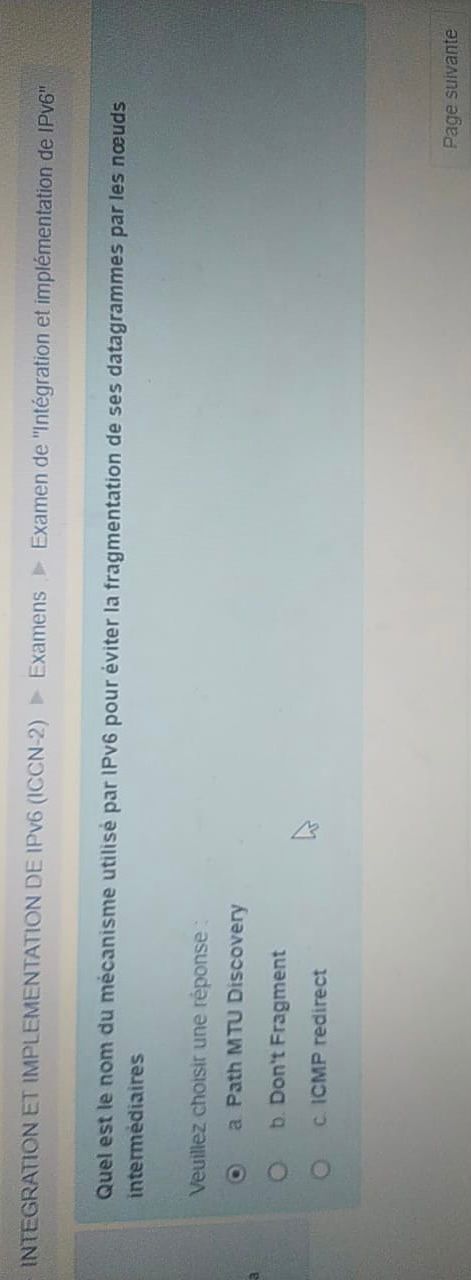 INTEGRATION ET IMPLEMENTATION DE IPv6 (ICCN-2) ► Examens ► Examen de "Intégration et implémentation de IPv6"
Quel est le nom du mécanisme utilisé par IPv6 pour éviter la fragmentation de ses datagrammes par les nœuds
intermédiaires
Veuillez choisir une réponse :
a. Path MTU Discovery
b. Don't Fragment
c. ICMP redirect
a
Page suivante